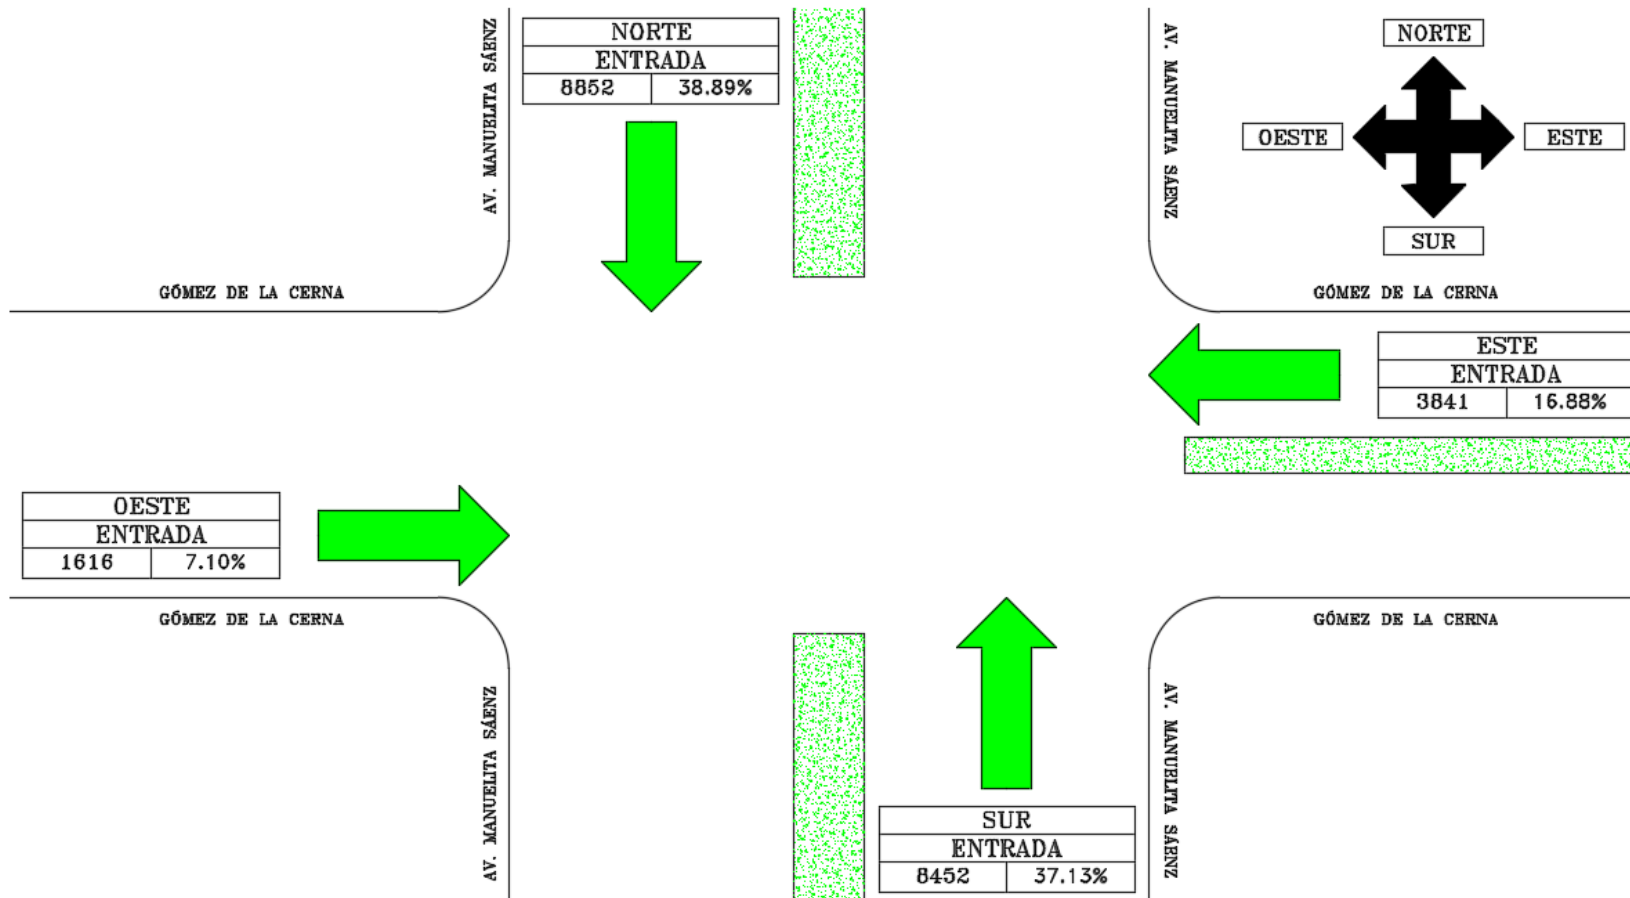 AV. MANUELITA SÁENZ
NORTE
ENTRADA
8852 38.89%
AV. MANUELITA SÁENZ
NORTE
OESTE
ESTE
SUR
GÓMEZ DE LA CERNA
GÓMEZ DE LA CERNA
ESTE
ENTRADA
3841 16.88%
OESTE
ENTRADA
1616 7.10%
GÓMEZ DE LA CERNA
GÓMEZ DE LA CERNA
AV. MANUELITA SÁENZ
AV. MANUELITA SÁENZ
SUR
ENTRADA
8452 37.13%